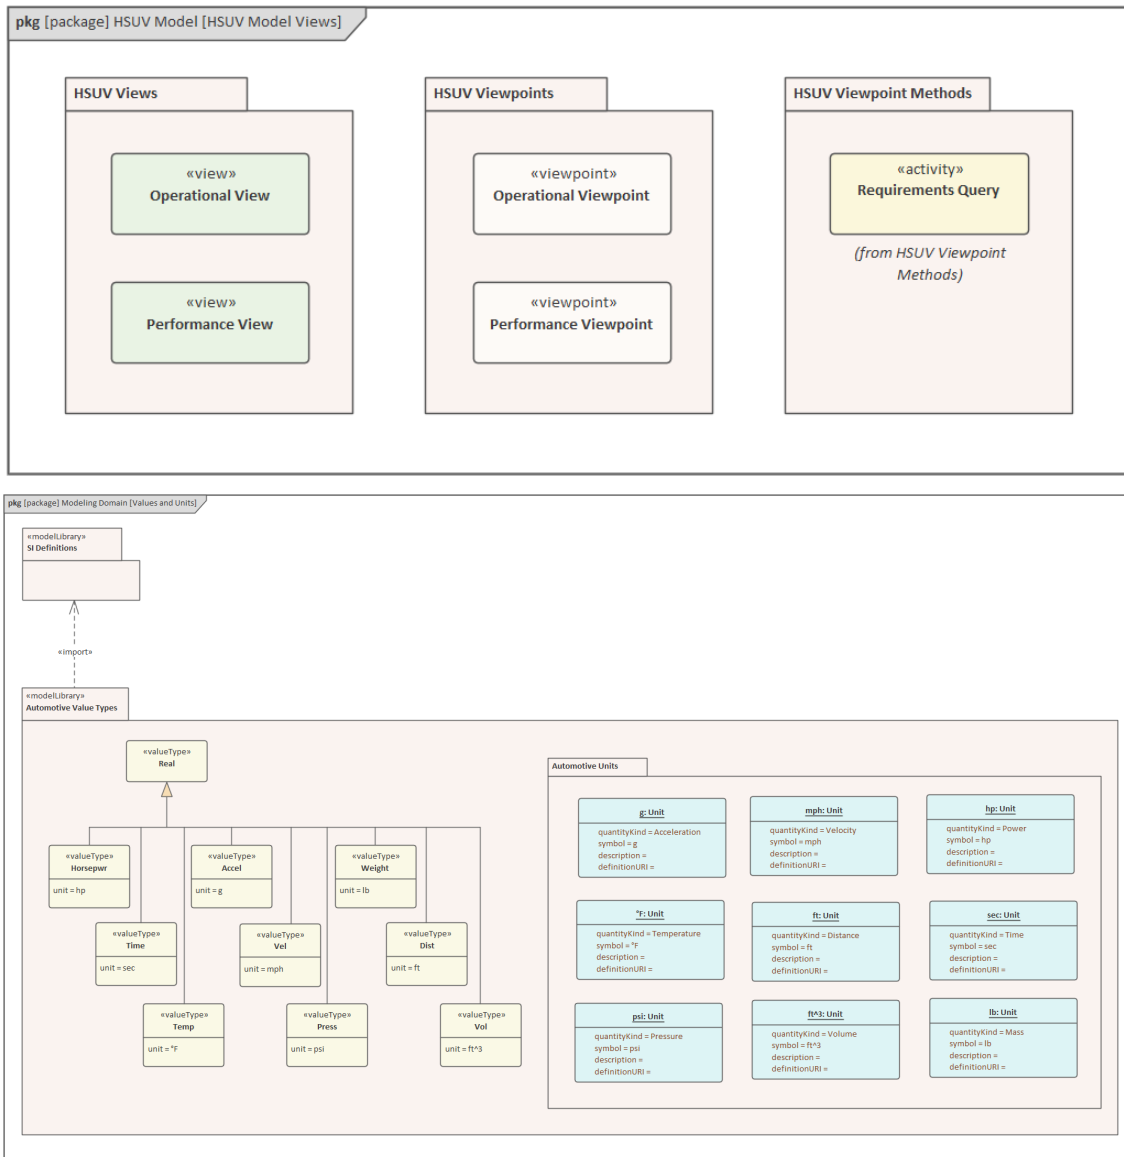 pkg [package] HSUV Model [HSUV Model Views]
HSUV Views
«view»
Operational View
«view»
Performance View
HSUV Viewpoints
«viewpoint»
Operational Viewpoint
«viewpoint»
Performance Viewpoint
HSUV Viewpoint Methods
«activity»
Requirements Query
(from HSUV Viewpoint
Methods)
pkg [package] Modeling Domain [Values and Units]
«modelLibrary»
SI Definitions
«import»
«modelLibrary»
Automotive Value Types
«valueType»
Real
«valueType»
Horsepwr
unit = hp
«valueType»
Accel
unit = g
«valueType»
Weight
unit = lb
«valueType»
Time
unit = sec
«valueType»
Vel
unit = mph
«valueType»
Dist
unit = ft
«valueType»
Temp
unit = °F
«valueType»
Press
unit = psi
«valueType»
Vol
unit = ft^3
Automotive Units
g: Unit
quantityKind = Acceleration
symbol = g
description =
definitionURI =
mph: Unit
quantityKind = Velocity
symbol = mph
description =
definitionURI =
hp: Unit
quantityKind = Power
symbol = hp
description =
definitionURI =
°F: Unit
quantityKind = Temperature
symbol = °F
description =
definitionURI =
ft: Unit
quantityKind = Distance
symbol = ft
description =
definitionURI =
sec: Unit
quantityKind = Time
symbol = sec
description =
definitionURI =
psi: Unit
quantityKind = Pressure
symbol = psi
description =
definitionURI =
ft^3: Unit
quantityKind = Volume
symbol = ft^3
description =
definitionURI =
lb: Unit
quantityKind = Mass
symbol = lb
description =
definitionURI =